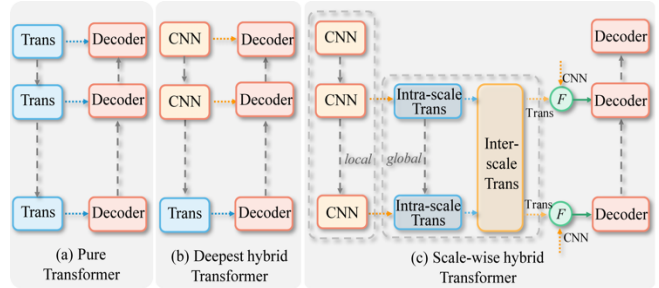 Trans
Decoder
Trans
Decoder
Trans
Decoder
(a) Pure
Transformer
CNN
Decoder
CNN
Decoder
Trans
Decoder
(b) Deepest hybrid
Transformer
CNN
Decoder
CNN
Intra-scale
Trans
Inter-
scale
Trans
Trans
CNN
F
Decoder
local
global
CNN
Intra-scale
Trans
Trans
F
CNN
Decoder
(c) Scale-wise hybrid
Transformer